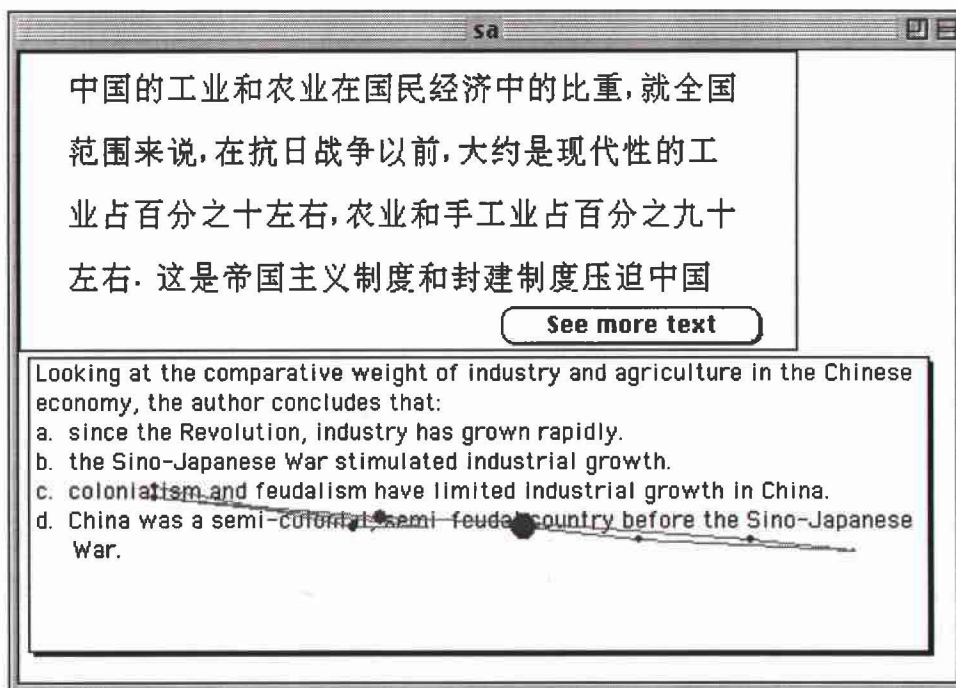 sa
中国的工业和农业在国民经济中的比重,就全国
范围来说,在抗日战争以前,大约是现代性的工
业占百分之十左右,农业和手工业占百分之九十
左右. 这是帝国主义制度和封建制度压迫中国
See more text
Looking at the comparative weight of industry and agriculture in the Chinese
economy, the author concludes that:
a. since the Revolution, industry has grown rapidly.
b. the Sino-Japanese War stimulated industrial growth.
c. colonialism and feudalism have limited industrial growth in China.
d. China was a semi-colonial, semi-feudal country before the Sino-Japanese
War.